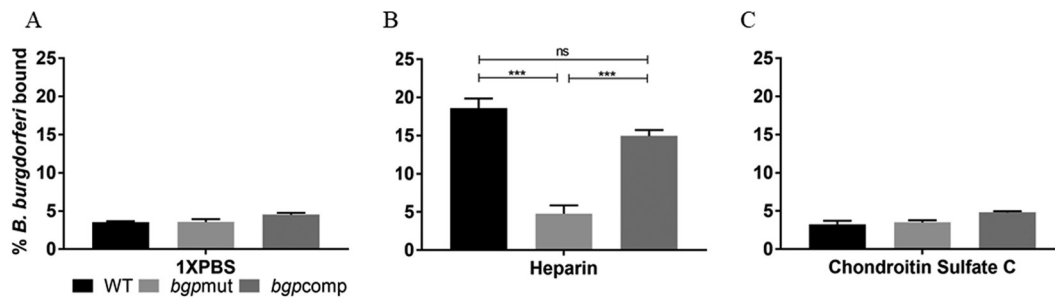 A
B
C
% B. burgdorferi bound
25
20
15
10
5
0
1XPBS
WT bgpmut bgpcomp
25
20
15
10
5
0
ns
*** ***
Heparin
25
20
15
10
5
0
Chondroitin Sulfate C